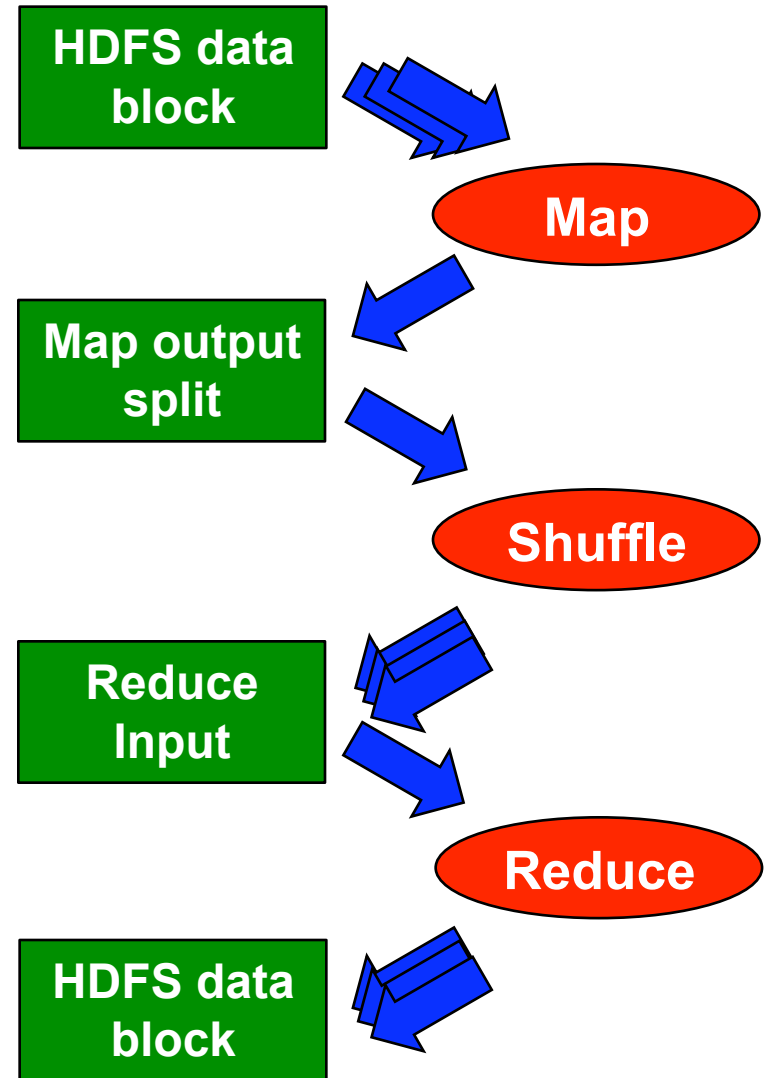 HDFS data
block
Map
Map output
split
Shuffle
Reduce
Input
Reduce
HDFS data
block